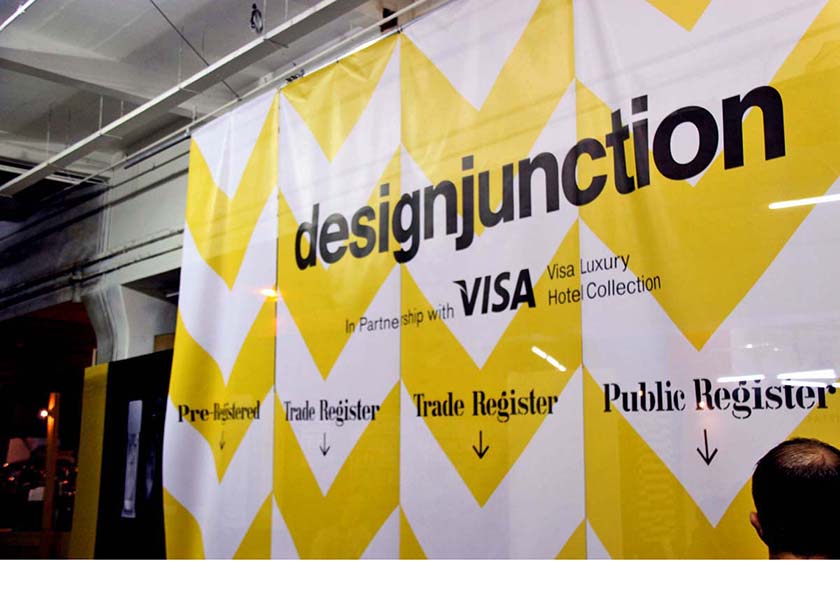 designjunction
In Partnership with VISA Visa Luxury
Hotel Collection
Pre-Registered
Trade Register
Trade Register
Public Register